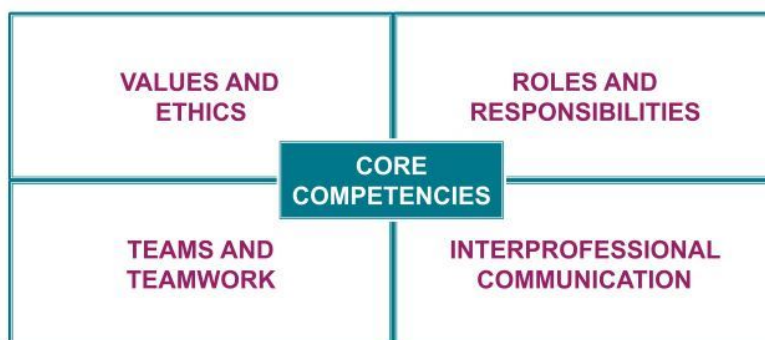 VALUES AND
ETHICS
ROLES AND
RESPONSIBILITIES
CORE
COMPETENCIES
TEAMS AND
TEAMWORK
INTERPROFESSIONAL
COMMUNICATION